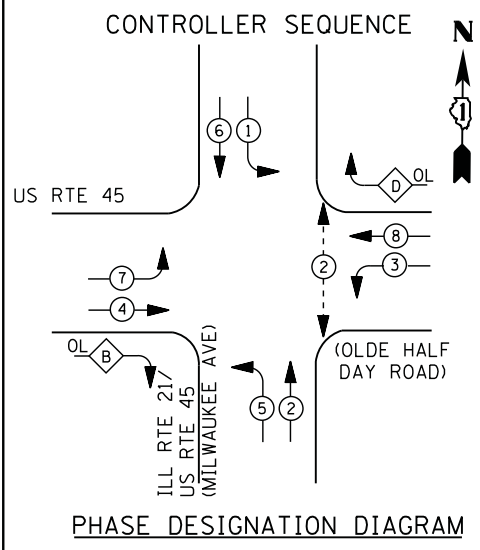 CONTROLLER SEQUENCE
N
1
6 1
D OL
US RTE 45
8
7
2
3
4
OL B
(OLDE HALF
DAY ROAD)
5 2
ILL RTE 21/
US RTE 45
(MILWAUKEE AVE)
PHASE DESIGNATION DIAGRAM